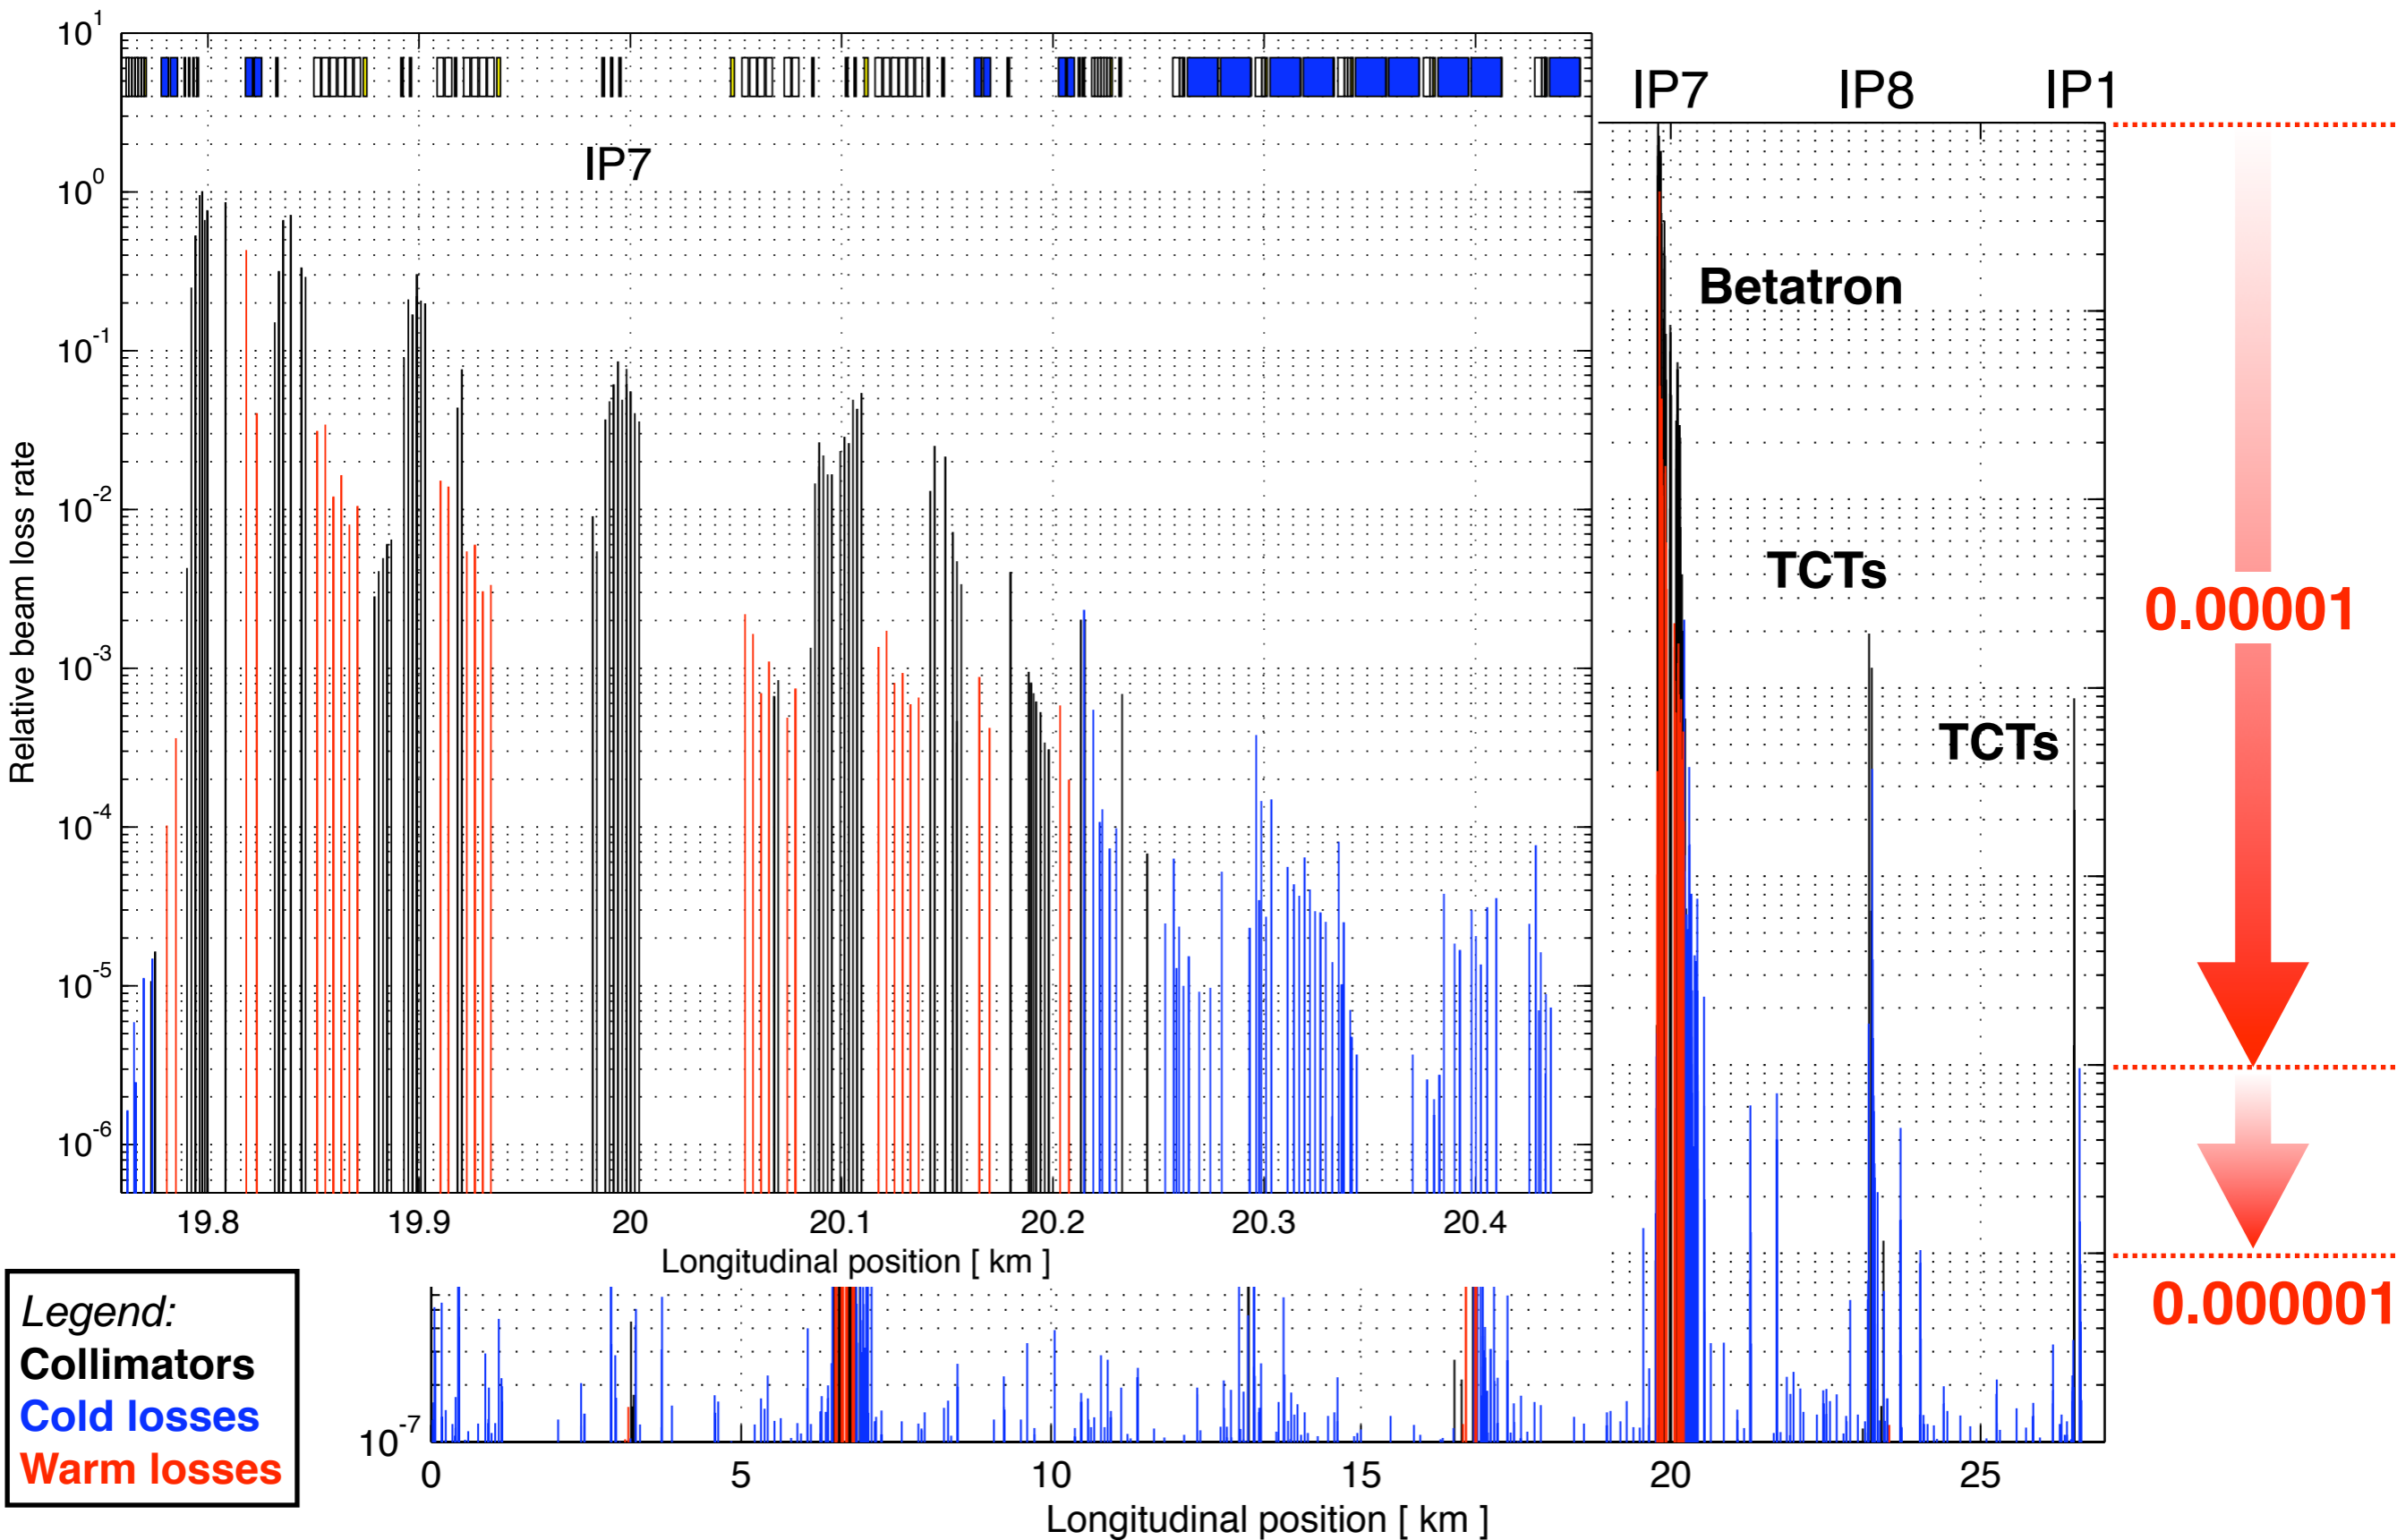 10^1
10^0
10^-1
10^-2
10^-3
10^-4
10^-5
10^-6
Relative beam loss rate
IP7
19.8 19.9 20 20.1 20.2 20.3 20.4
Longitudinal position [ km ]
IP7 IP8 IP1
Betatron
TCTs
TCTs
0.00001
0.000001
Legend:
Collimators
Cold losses
Warm losses
10^-7
0 5 10 15 20 25
Longitudinal position [ km ]